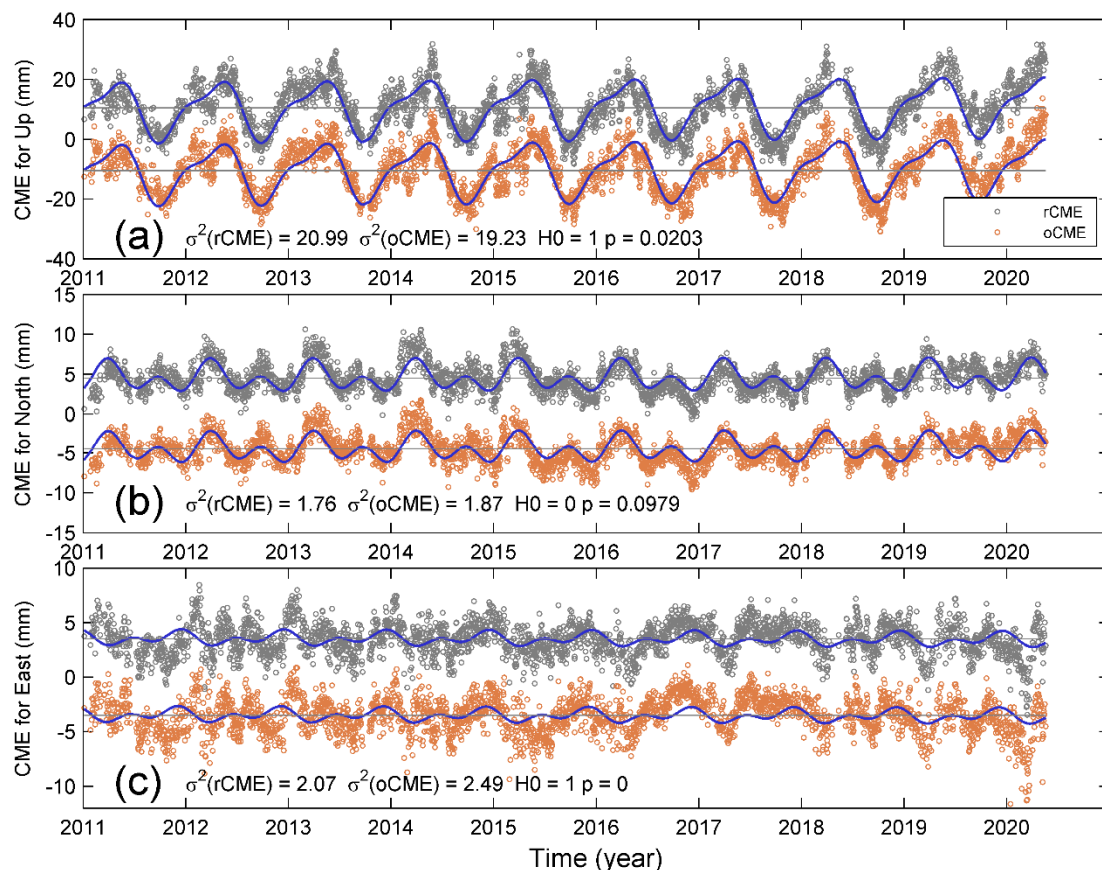 CME for Up (mm)
40
20
0
-20
-40
(a) σ²(rCME) = 20.99 σ²(oCME) = 19.23 H0 = 1 p = 0.0203
rCME
oCME
2011 2012 2013 2014 2015 2016 2017 2018 2019 2020
CME for North (mm)
15
10
5
0
-5
-10
-15
(b) σ²(rCME) = 1.76 σ²(oCME) = 1.87 H0 = 0 p = 0.0979
2011 2012 2013 2014 2015 2016 2017 2018 2019 2020
CME for East (mm)
10
5
0
-5
-10
(c) σ²(rCME) = 2.07 σ²(oCME) = 2.49 H0 = 1 p = 0
2011 2012 2013 2014 2015 2016 2017 2018 2019 2020
Time (year)